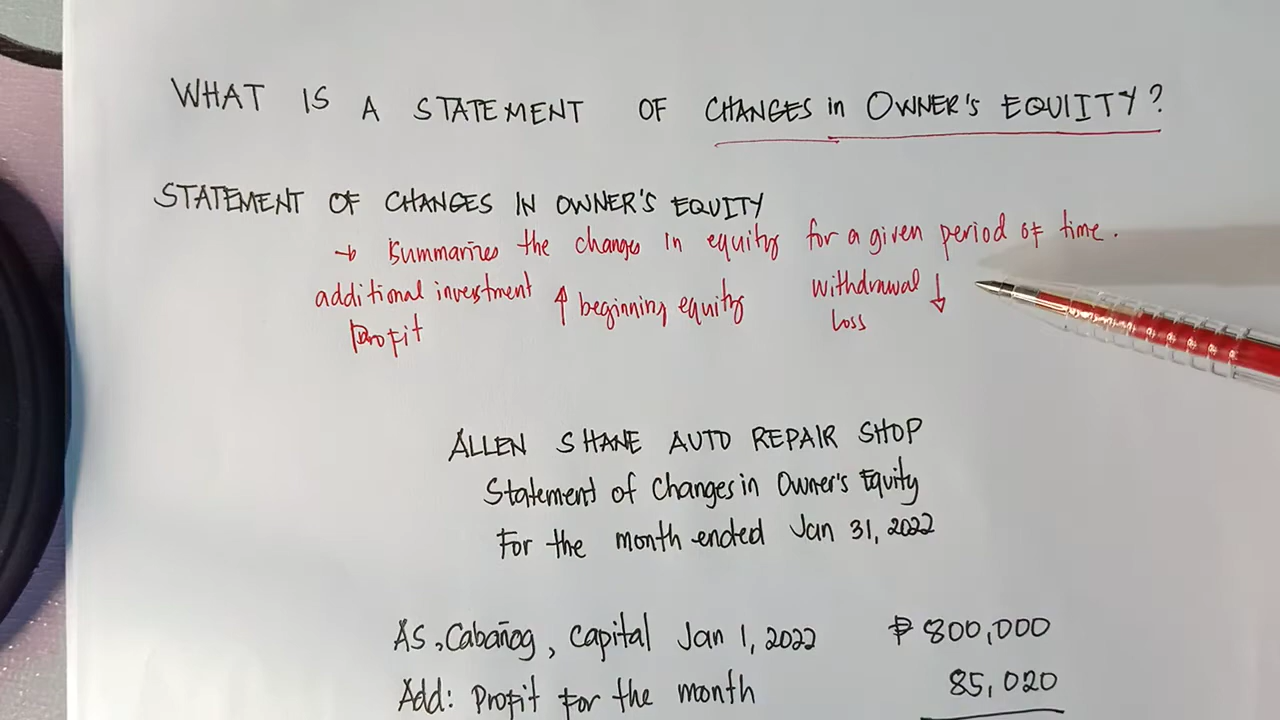 WHAT IS A STATEMENT OF CHANGES in OWNER'S EQUITY?
STATEMENT OF CHANGES IN OWNER'S EQUITY
→ Summarizes the changes in equity for a given period of time.
additional investment ↑ beginning equity withdrawal ↓
Profit loss
ALLEN SHANE AUTO REPAIR SHOP
Statement of Changes in Owner's Equity
For the month ended Jan 31, 2022
AS. Cabañog, Capital Jan 1, 2022 ₱ 800,000
Add: Profit for the month 85,020